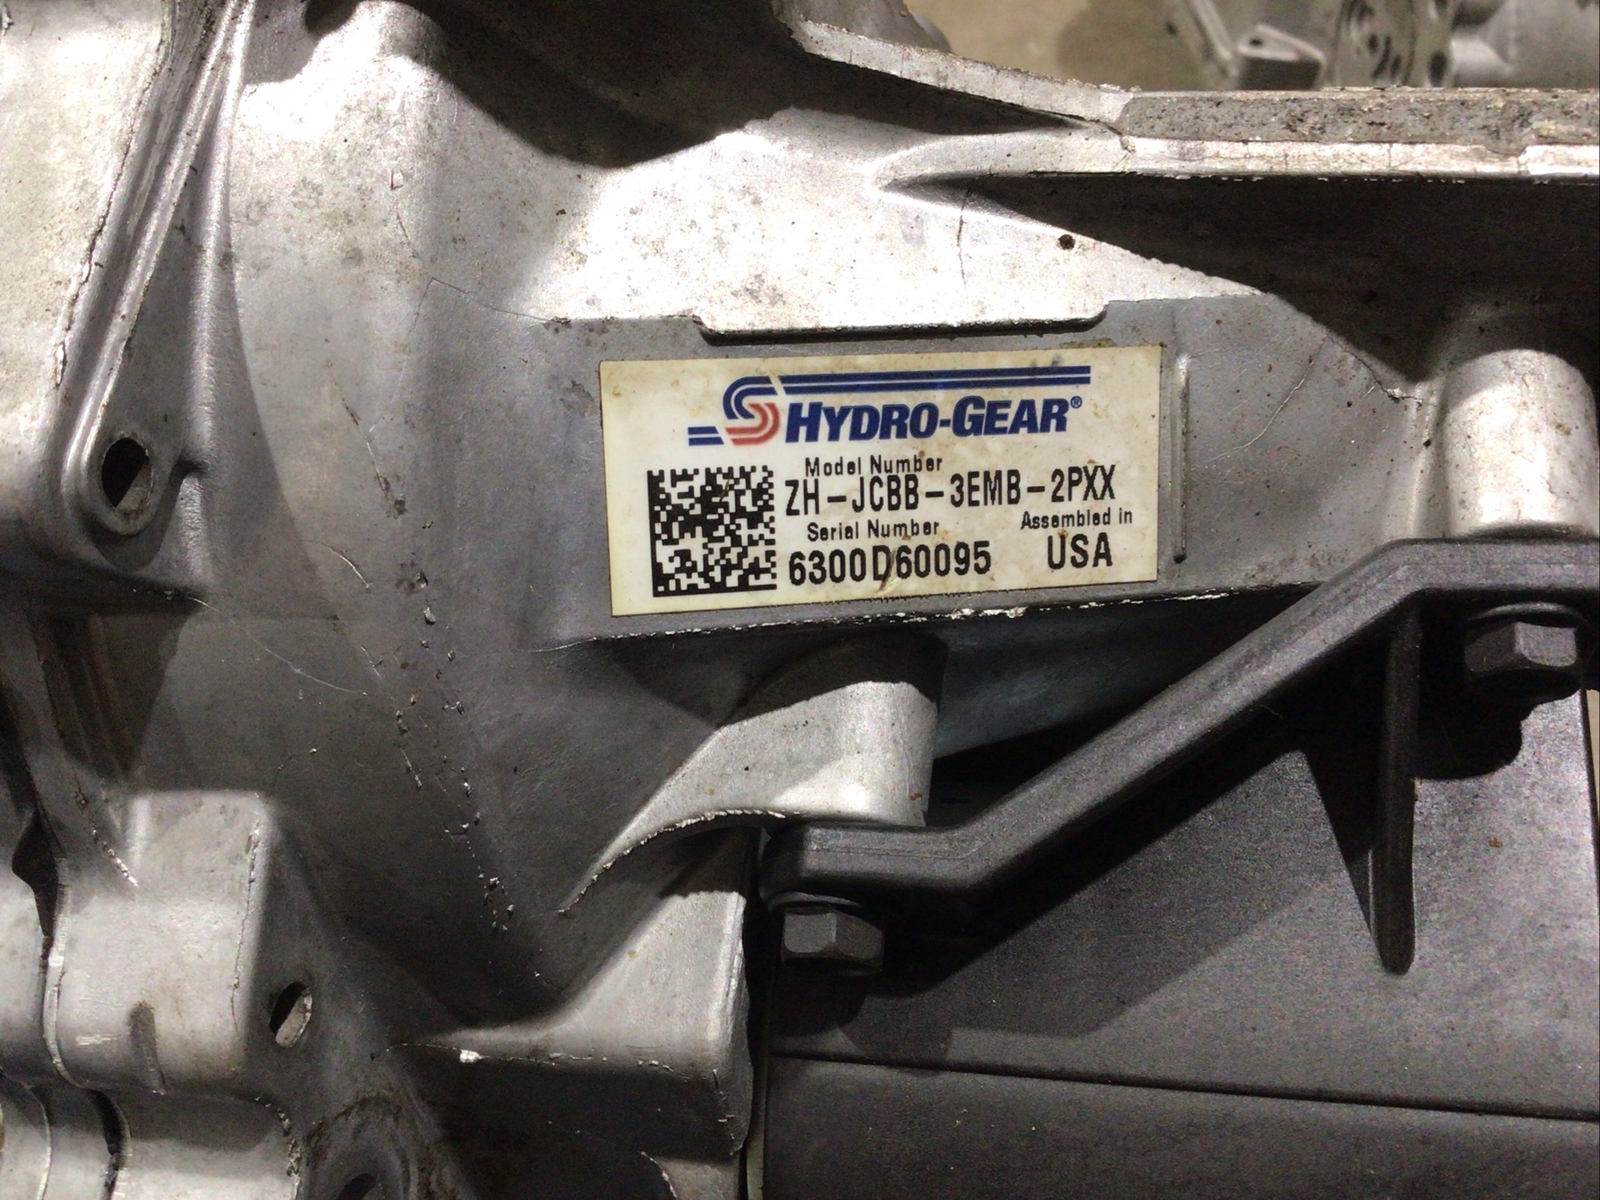 HYDRO-GEAR®
Model Number
ZH-JCBB-3EMB-2PXX
Serial Number Assembled in
6300D60095 USA